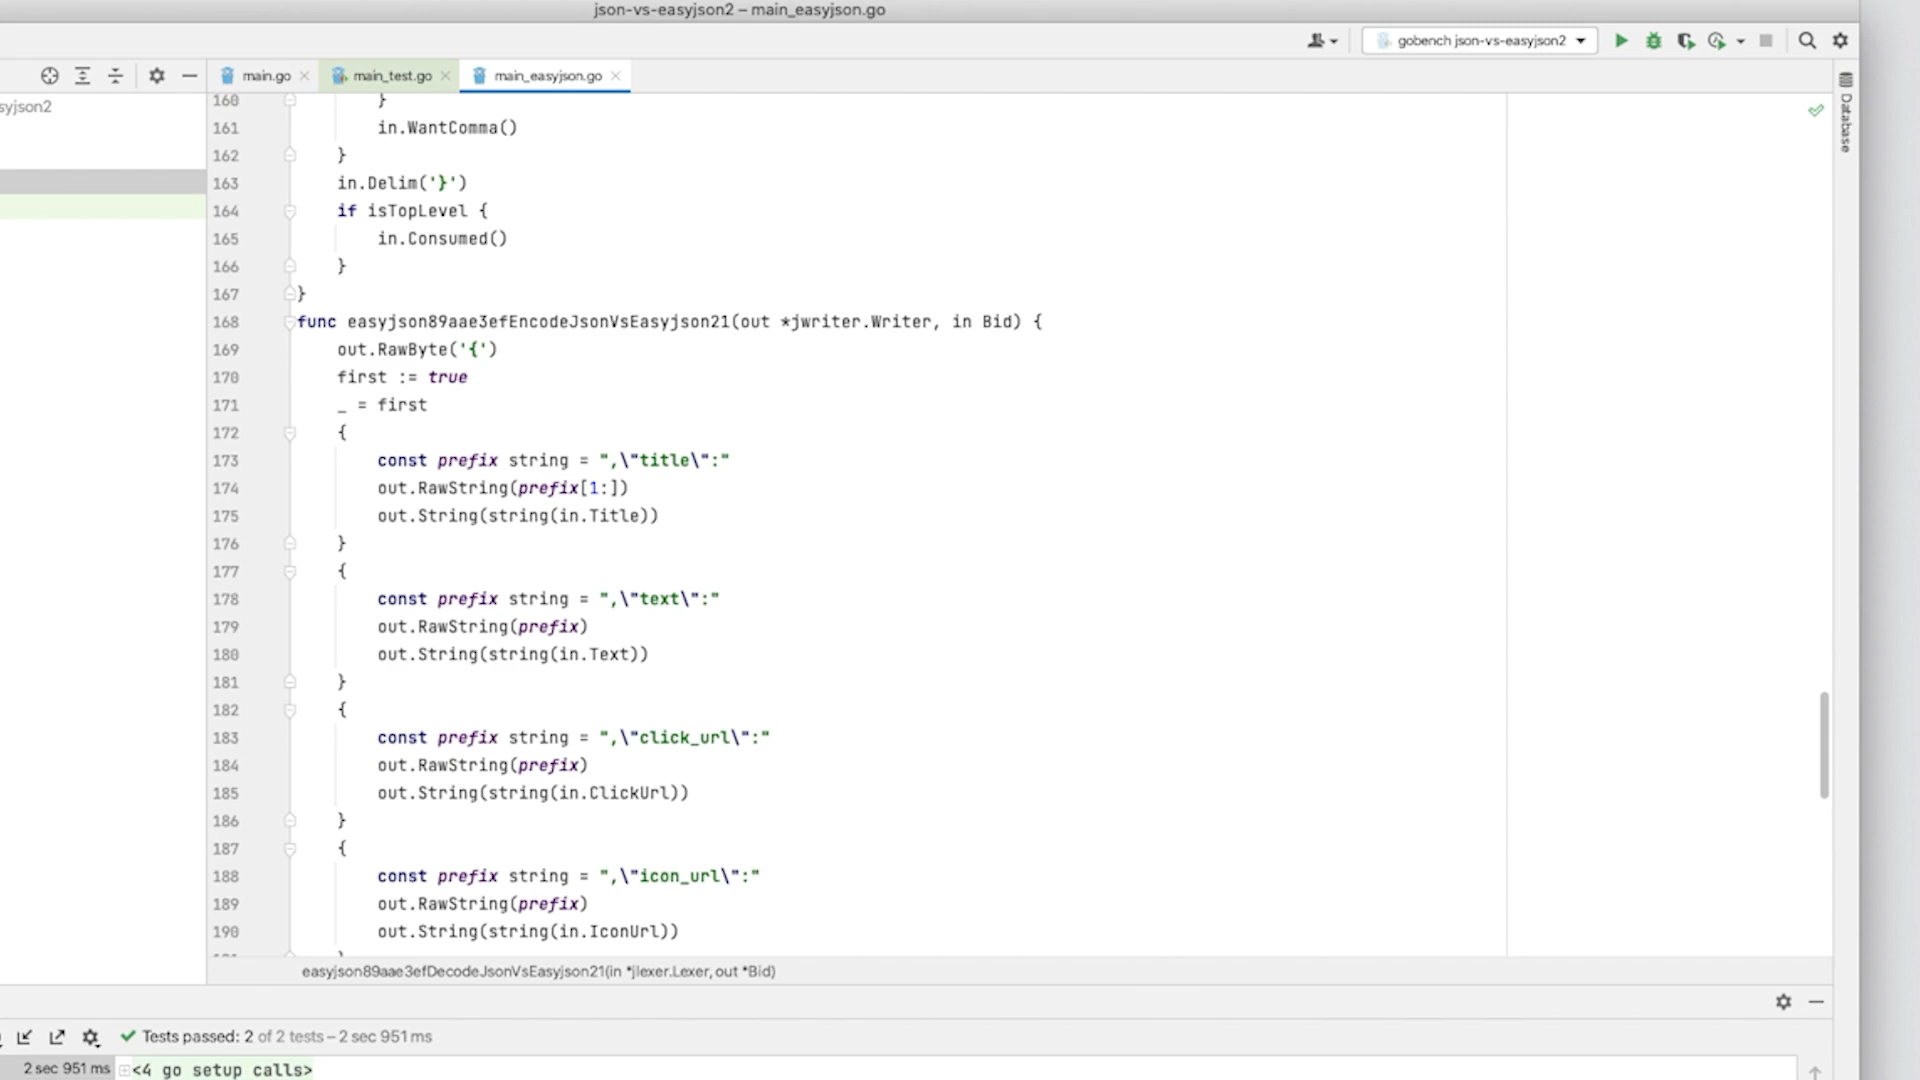 json-vs-easyjson2 – main_easyjson.go
gobench json-vs-easyjson2
main.go main_test.go main_easyjson.go
syjson2
Database
160 }
161 in.WantComma()
162 }
163 in.Delim('}')
164 if isTopLevel {
165 in.Consumed()
166 }
167 }
168 func easyjson89aae3efEncodeJsonVsEasyjson21(out *jwriter.Writer, in Bid) {
169 out.RawByte('{')
170 first := true
171 _ = first
172 {
173 const prefix string = ",\"title\":"
174 out.RawString(prefix[1:])
175 out.String(string(in.Title))
176 }
177 {
178 const prefix string = ",\"text\":"
179 out.RawString(prefix)
180 out.String(string(in.Text))
181 }
182 {
183 const prefix string = ",\"click_url\":"
184 out.RawString(prefix)
185 out.String(string(in.ClickUrl))
186 }
187 {
188 const prefix string = ",\"icon_url\":"
189 out.RawString(prefix)
190 out.String(string(in.IconUrl))
easyjson89aae3efDecodeJsonVsEasyjson21(in *jlexer.Lexer, out *Bid)
Tests passed: 2 of 2 tests – 2 sec 951 ms
2 sec 951 ms <4 go setup calls>